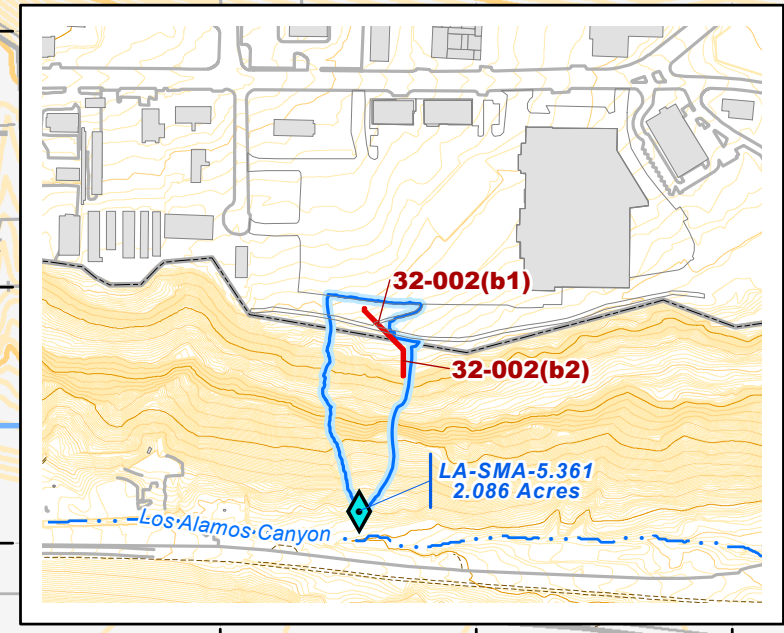 32-002(b1)
32-002(b2)
LA-SMA-5.361
2.086 Acres
Los Alamos Canyon